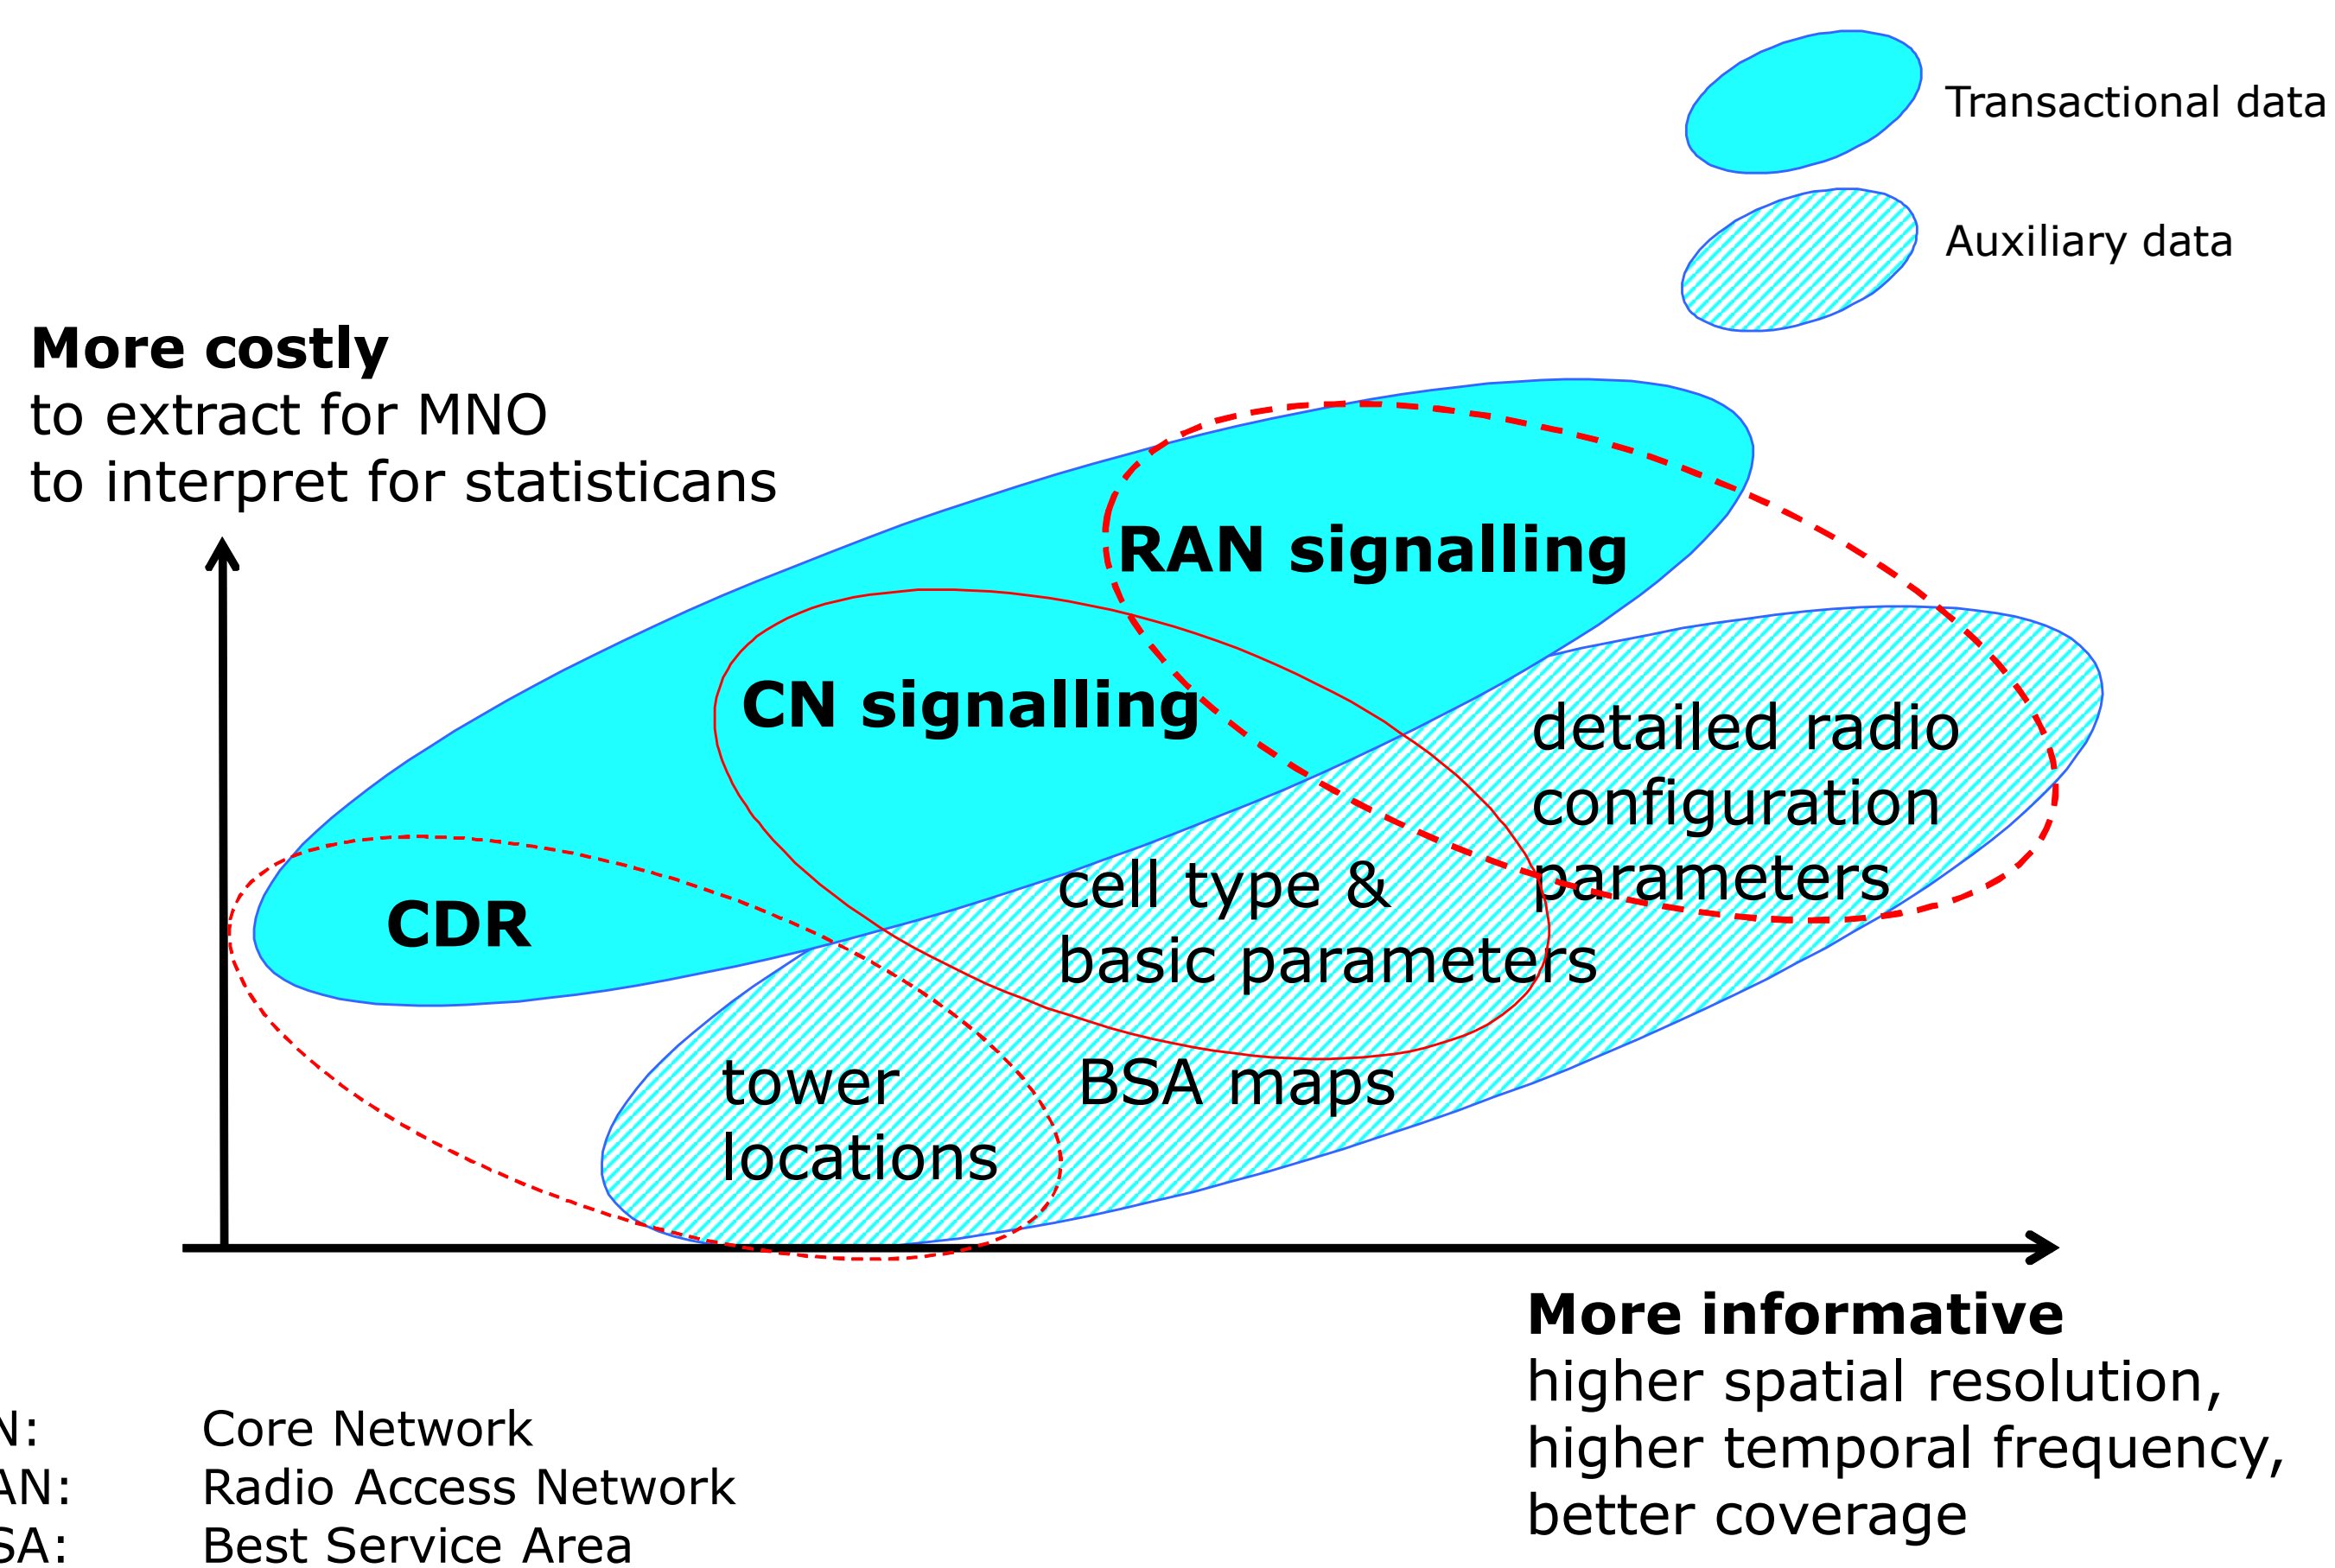 Transactional data
Auxiliary data
More costly
to extract for MNO
to interpret for statisticans
RAN signalling
CN signalling
detailed radio
configuration
parameters
cell type &
basic parameters
CDR
tower
locations
BSA maps
More informative
higher spatial resolution,
higher temporal frequency,
better coverage
N: Core Network
AN: Radio Access Network
SA: Best Service Area